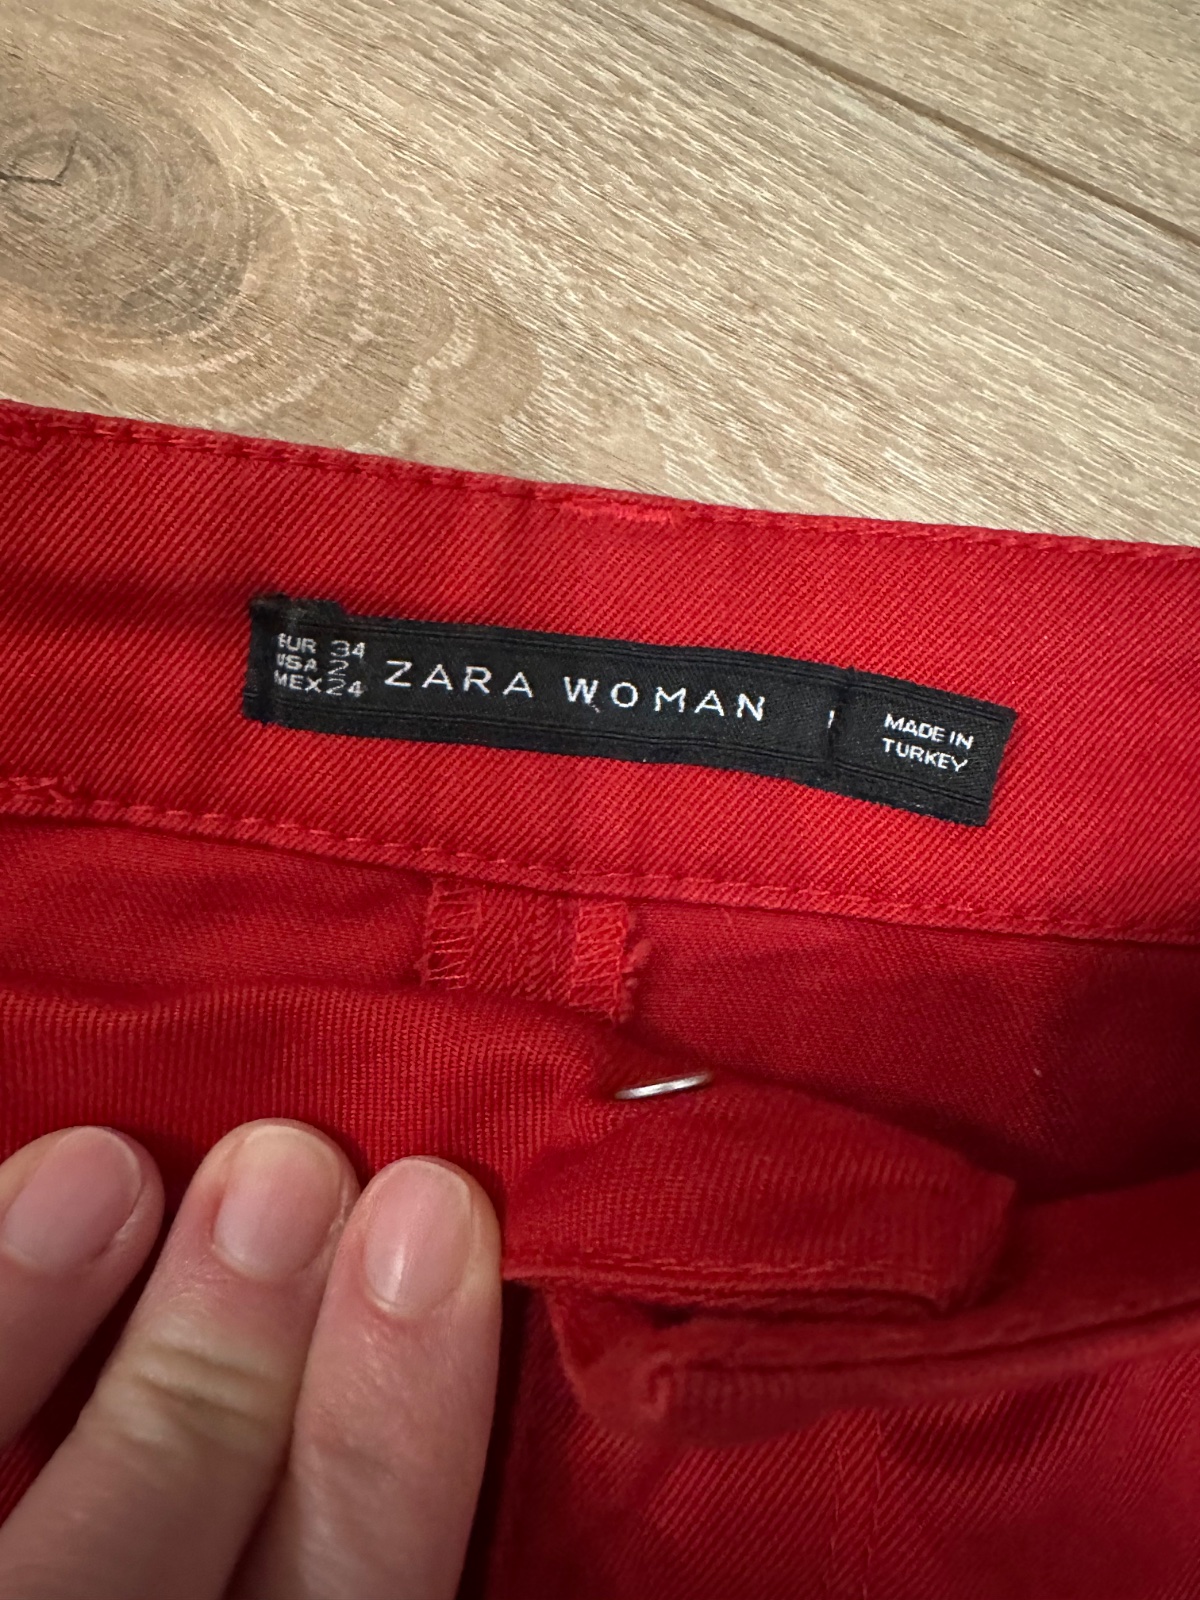 EUR 34
USA 2
MEX 24
ZARA WOMAN
MADE IN
TURKEY